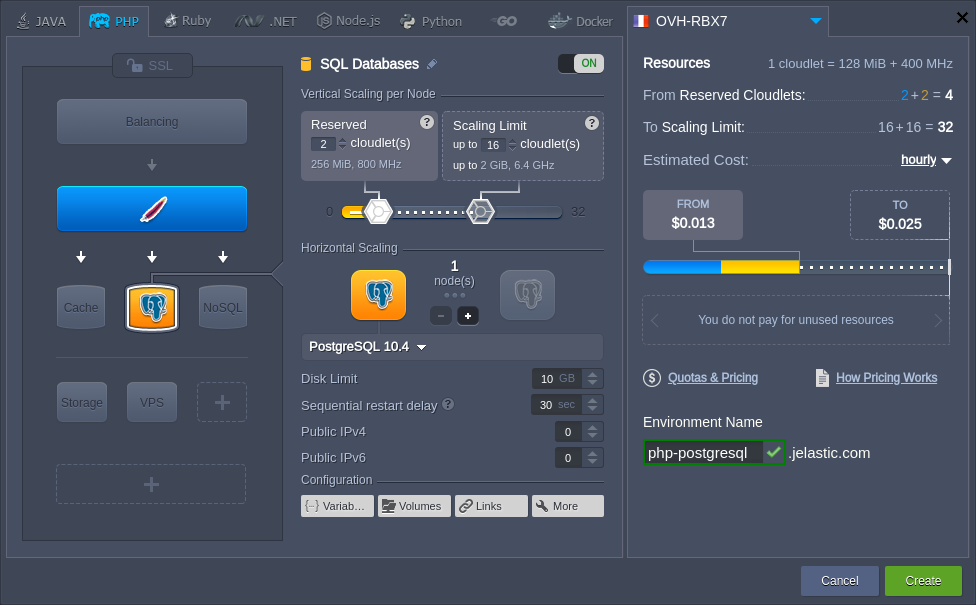 JAVA
PHP
Ruby
.NET
Node.js
Python
GO
Docker
SSL
Balancing
Cache
NoSQL
Storage
VPS
SQL Databases
ON
Vertical Scaling per Node
Reserved
2 cloudlet(s)
256 MiB, 800 MHz
Scaling Limit
up to 16 cloudlet(s)
up to 2 GiB, 6.4 GHz
0
32
Horizontal Scaling
1
node(s)
PostgreSQL 10.4
Disk Limit 10 GB
Sequential restart delay 30 sec
Public IPv4 0
Public IPv6 0
Configuration
Variab...
Volumes
Links
More
OVH-RBX7
Resources 1 cloudlet = 128 MiB + 400 MHz
From Reserved Cloudlets: 2 + 2 = 4
To Scaling Limit: 16 + 16 = 32
Estimated Cost: hourly
FROM
$0.013
TO
$0.025
You do not pay for unused resources
Quotas & Pricing
How Pricing Works
Environment Name
php-postgresql .jelastic.com
Cancel
Create